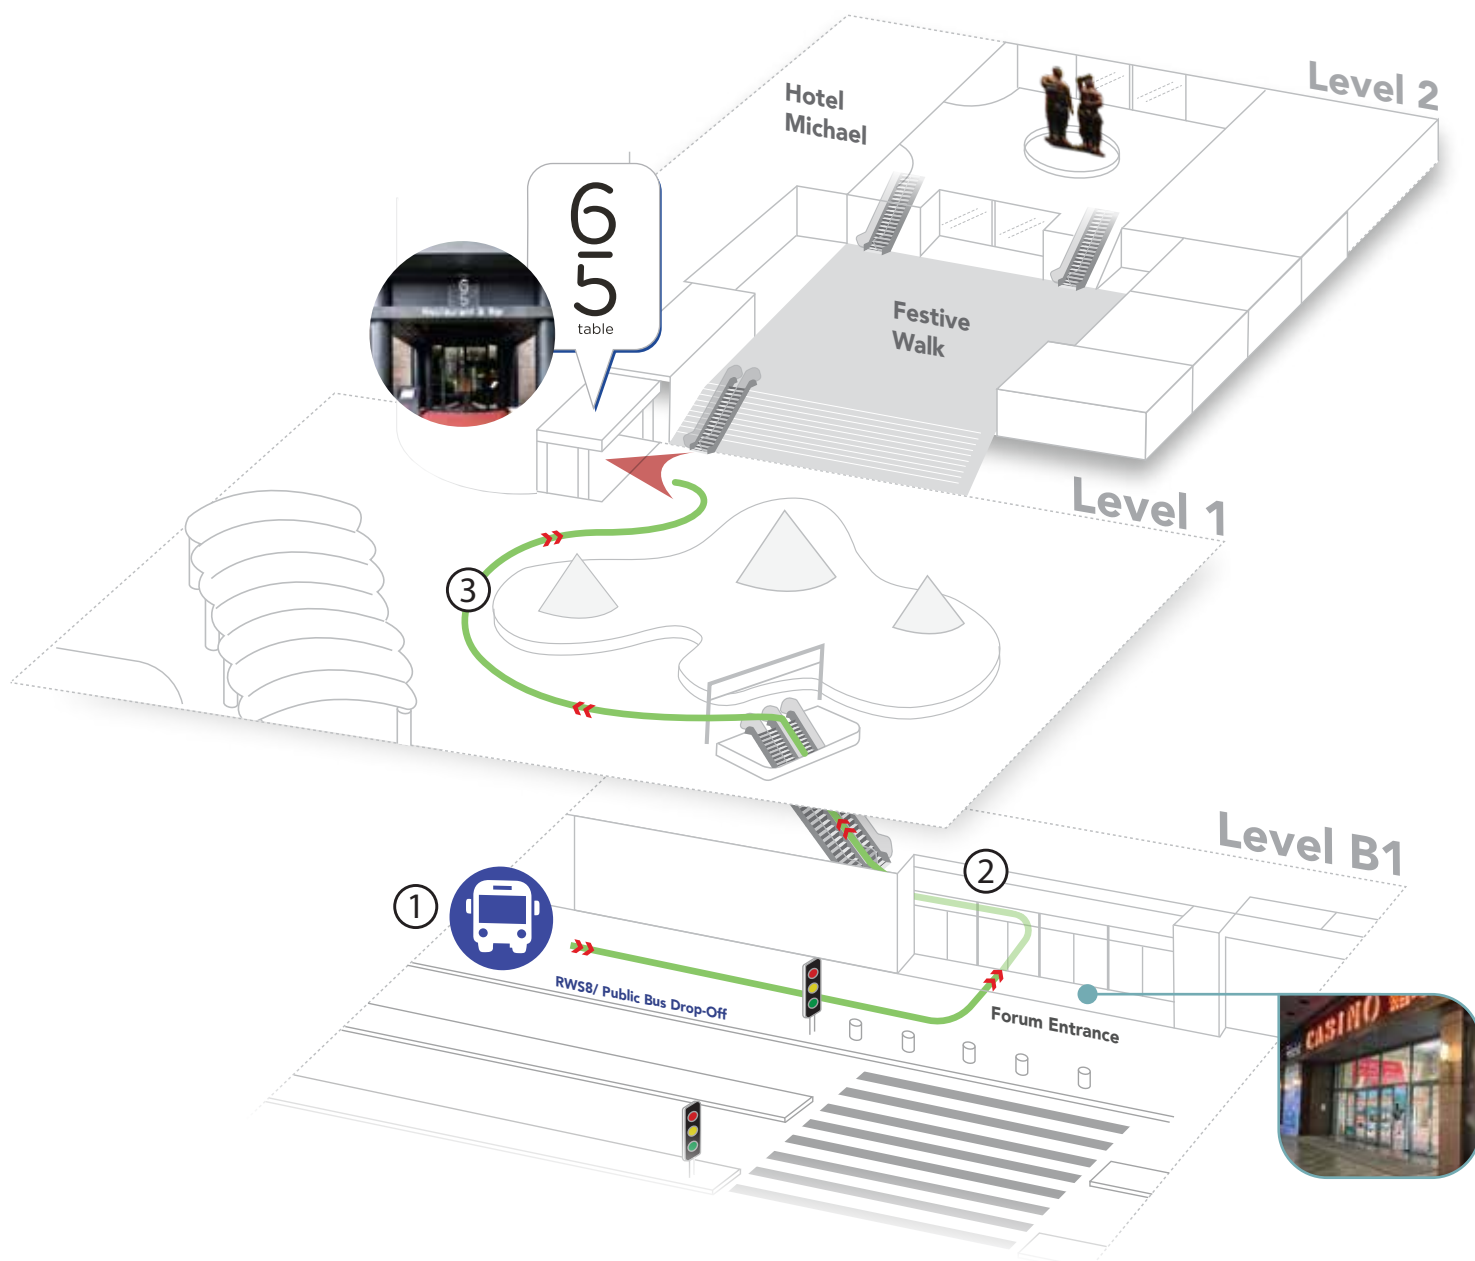 Level 2
Hotel
Michael
6
5
table
Festive
Walk
Level 1
3
Level B1
2
1
RWS8/ Public Bus Drop-Off
Forum Entrance
CASINO